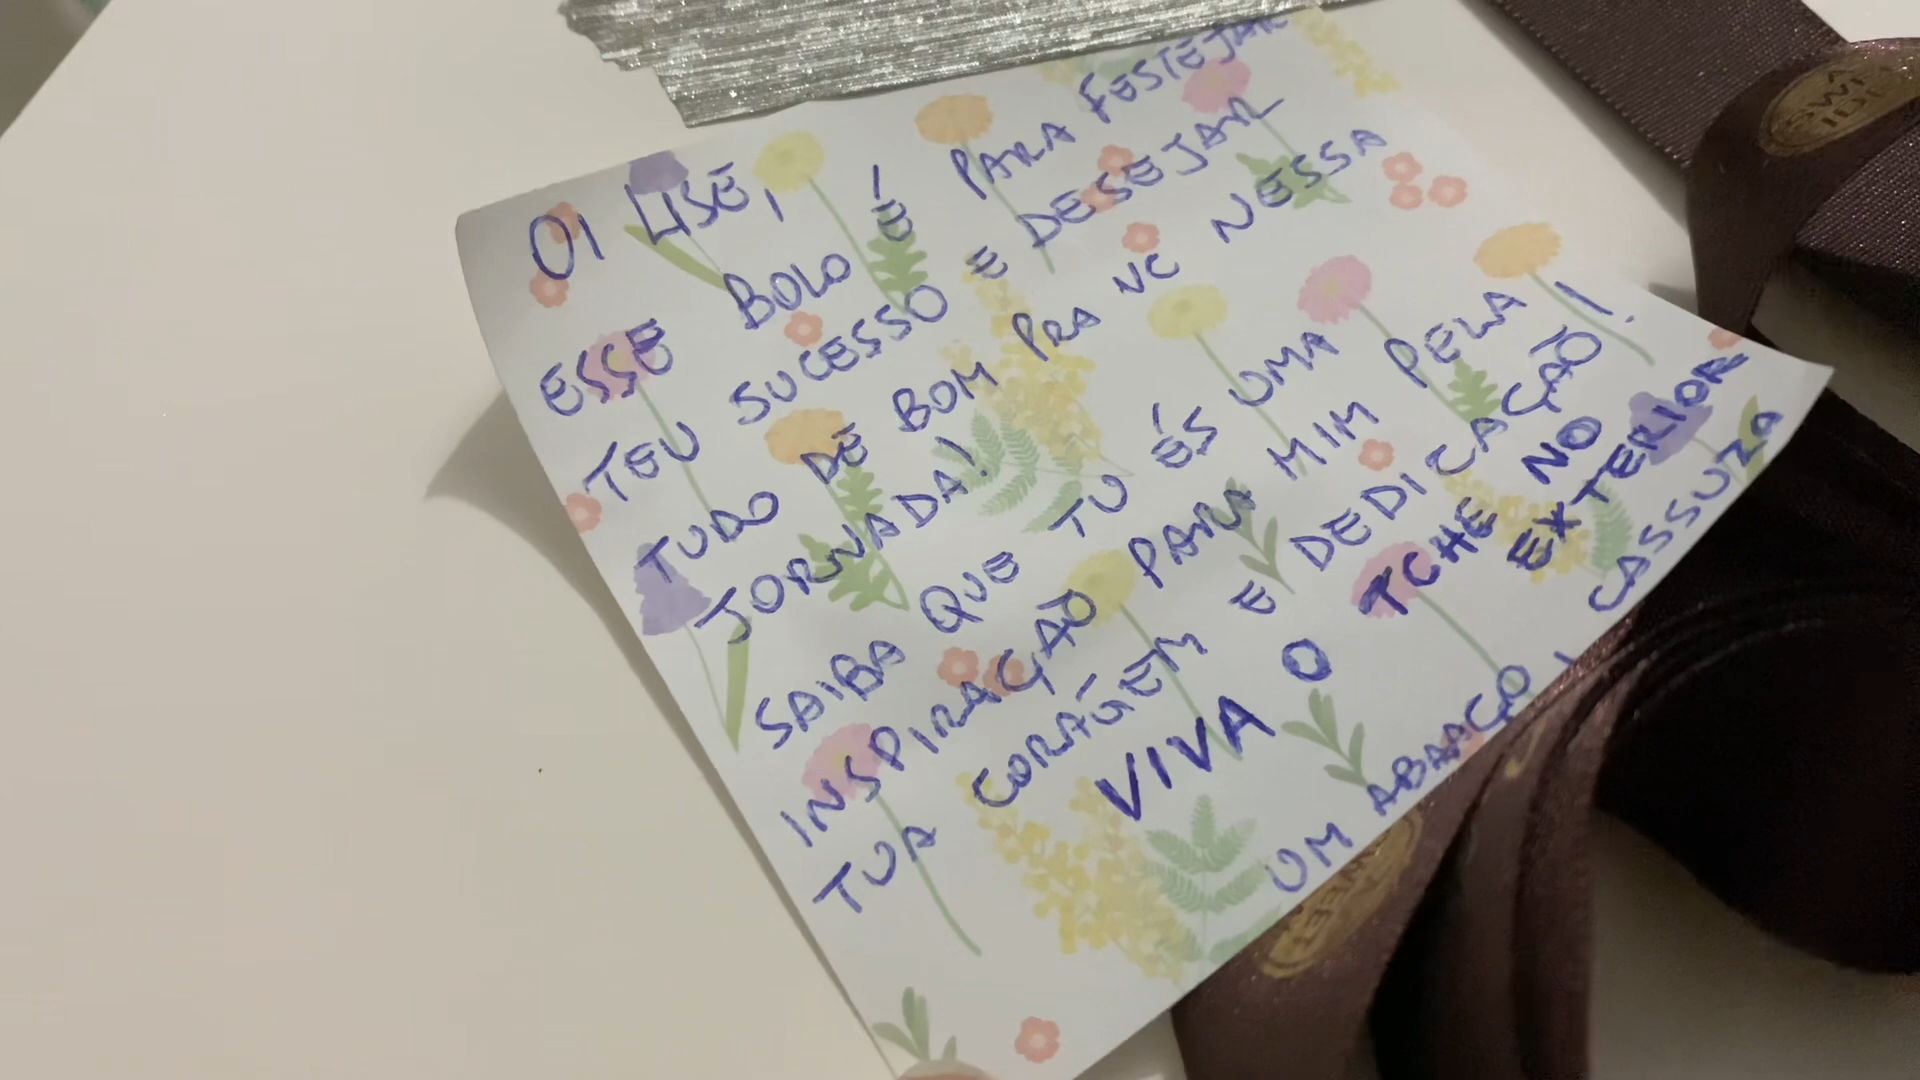 OI LISE,
ESSE BOLO É PARA FESTEJAR
TEU SUCESSO E DESEJAR
TUDO DE BOM PRA VC NESSA
JORNADA!
SAIBA QUE TU ÉS UMA
INSPIRAÇÃO PARA MIM PELA
TUA CORAGEM E DEDICAÇÃO!
VIVA O TCHE NO
EXTERIOR
UM ABRAÇO,
CASSUZA